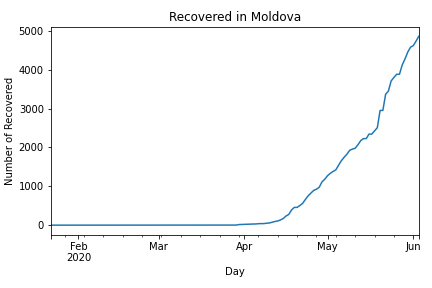 Recovered in Moldova
Number of Recovered
5000
4000
3000
2000
1000
0
Feb
2020
Mar
Apr
May
Jun
Day